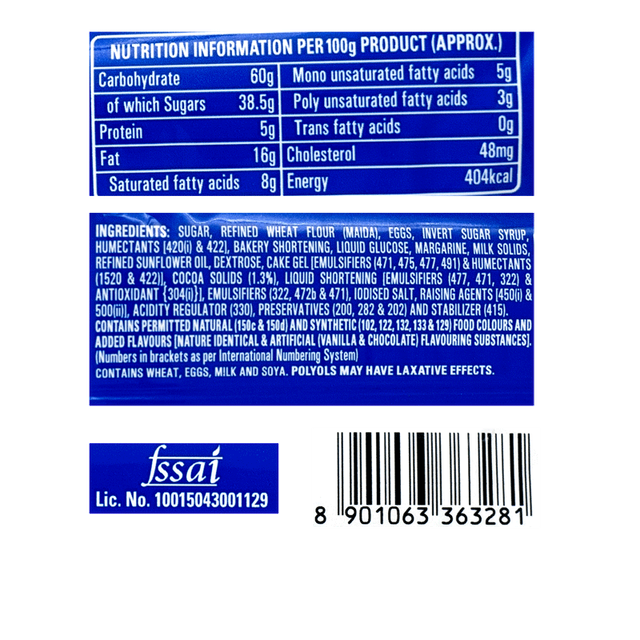 NUTRITION INFORMATION PER 100g PRODUCT (APPROX.)
Carbohydrate 60g Mono unsaturated fatty acids 5g
of which Sugars 38.5g Poly unsaturated fatty acids 3g
Protein 5g Trans fatty acids 0g
Fat 16g Cholesterol 48mg
Saturated fatty acids 8g Energy 404kcal
INGREDIENTS: SUGAR, REFINED WHEAT FLOUR (MAIDA), EGGS, INVERT SUGAR SYRUP,
HUMECTANTS [420(i) & 422], BAKERY SHORTENING, LIQUID GLUCOSE, MARGARINE, MILK SOLIDS,
REFINED SUNFLOWER OIL, DEXTROSE, CAKE GEL [EMULSIFIERS (471, 475, 477, 491) & HUMECTANTS
(1520 & 422)], COCOA SOLIDS (1.3%), LIQUID SHORTENING [EMULSIFIERS (477, 471, 322) &
ANTIOXIDANT {304(i)}], EMULSIFIERS (322, 472b & 471), IODISED SALT, RAISING AGENTS [450(i) &
500(ii)], ACIDITY REGULATOR (330), PRESERVATIVES (200, 282 & 202) AND STABILIZER (415).
CONTAINS PERMITTED NATURAL (150c & 150d) AND SYNTHETIC (102, 122, 132, 133 & 129) FOOD COLOURS AND
ADDED FLAVOURS [NATURE IDENTICAL & ARTIFICIAL (VANILLA & CHOCOLATE) FLAVOURING SUBSTANCES].
(Numbers in brackets as per International Numbering System)
CONTAINS WHEAT, EGGS, MILK AND SOYA. POLYOLS MAY HAVE LAXATIVE EFFECTS.
fssai
Lic. No. 10015043001129
8 901063 363281